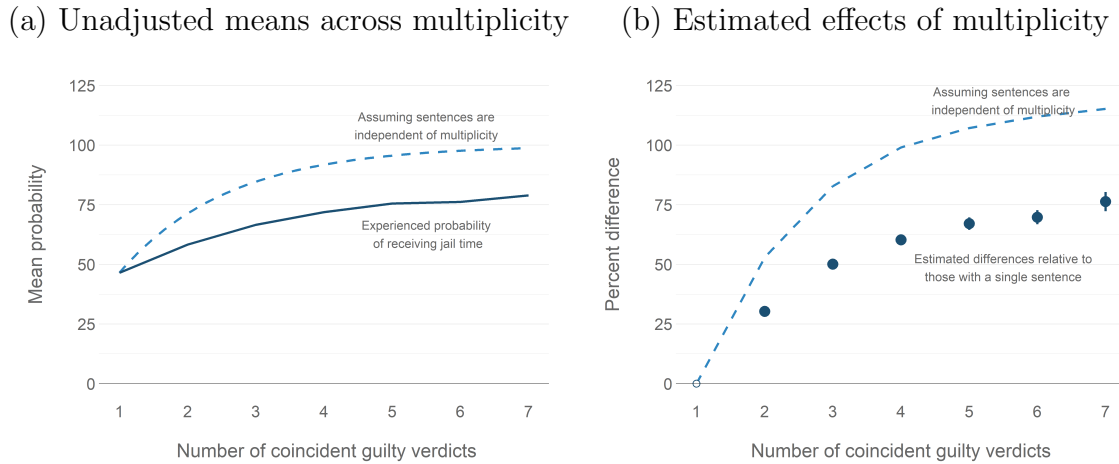 (a) Unadjusted means across multiplicity
125
100
75
50
25
0
Mean probability
Assuming sentences are
independent of multiplicity
Experienced probability
of receiving jail time
1 2 3 4 5 6 7
Number of coincident guilty verdicts
(b) Estimated effects of multiplicity
125
100
75
50
25
0
Percent difference
Assuming sentences are
independent of multiplicity
Estimated differences relative to
those with a single sentence
1 2 3 4 5 6 7
Number of coincident guilty verdicts